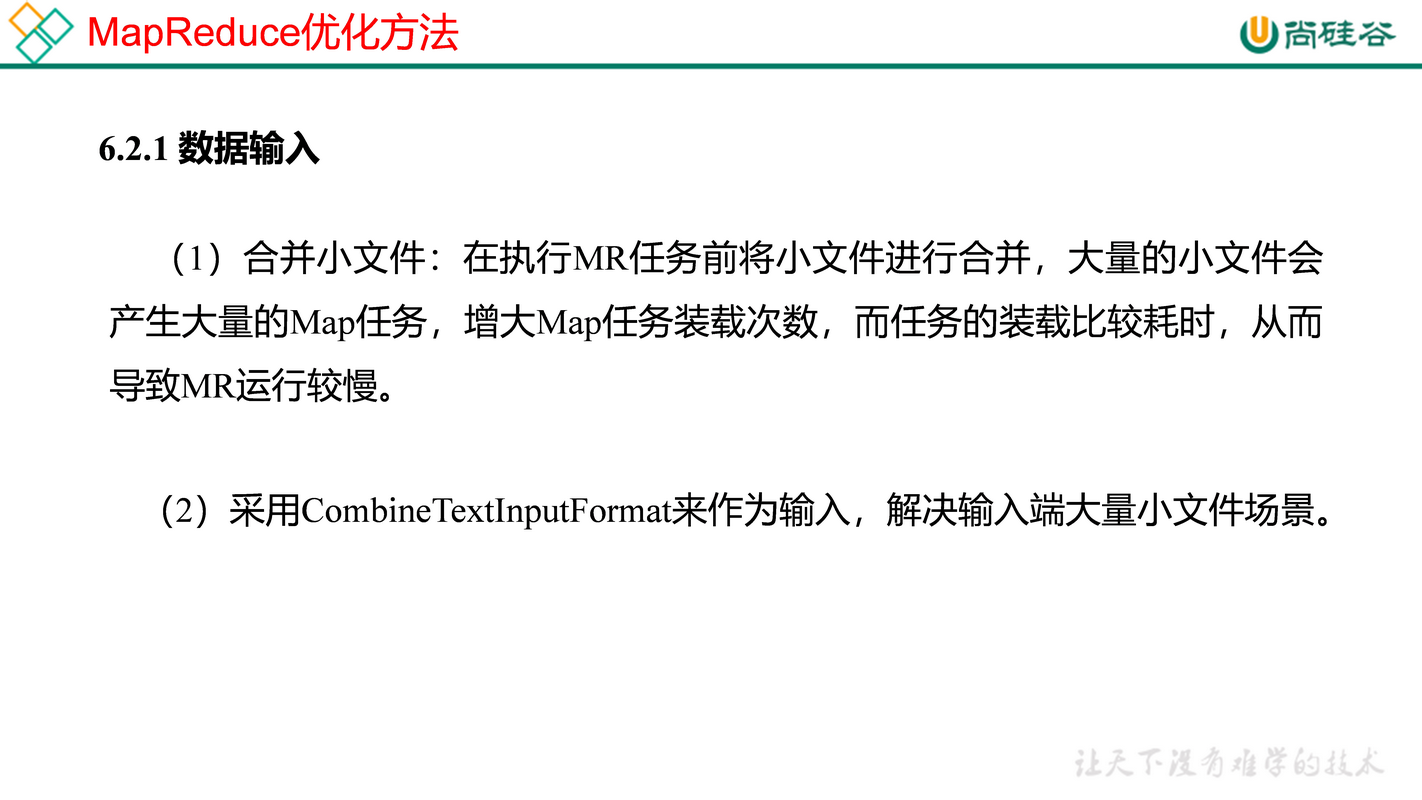 MapReduce优化方法
尚硅谷
6.2.1 数据输入
（1）合并小文件：在执行MR任务前将小文件进行合并，大量的小文件会
产生大量的Map任务，增大Map任务装载次数，而任务的装载比较耗时，从而
导致MR运行较慢。
（2）采用CombineTextInputFormat来作为输入，解决输入端大量小文件场景。
让天下没有难学的技术